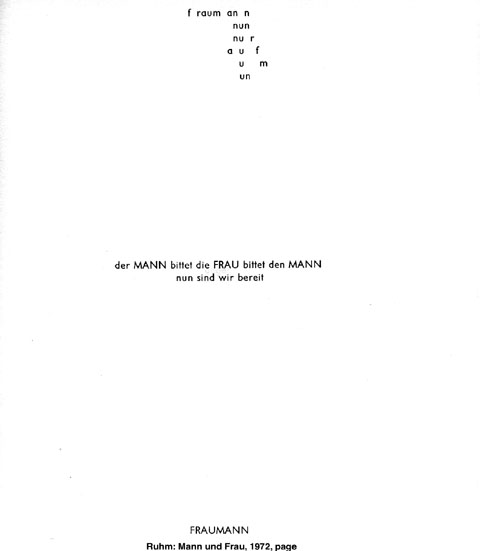 f raum an n
nun
nu r
a u f
u m
un
der MANN bittet die FRAU bittet den MANN
nun sind wir bereit
FRAUMANN
Ruhm: Mann und Frau, 1972, page